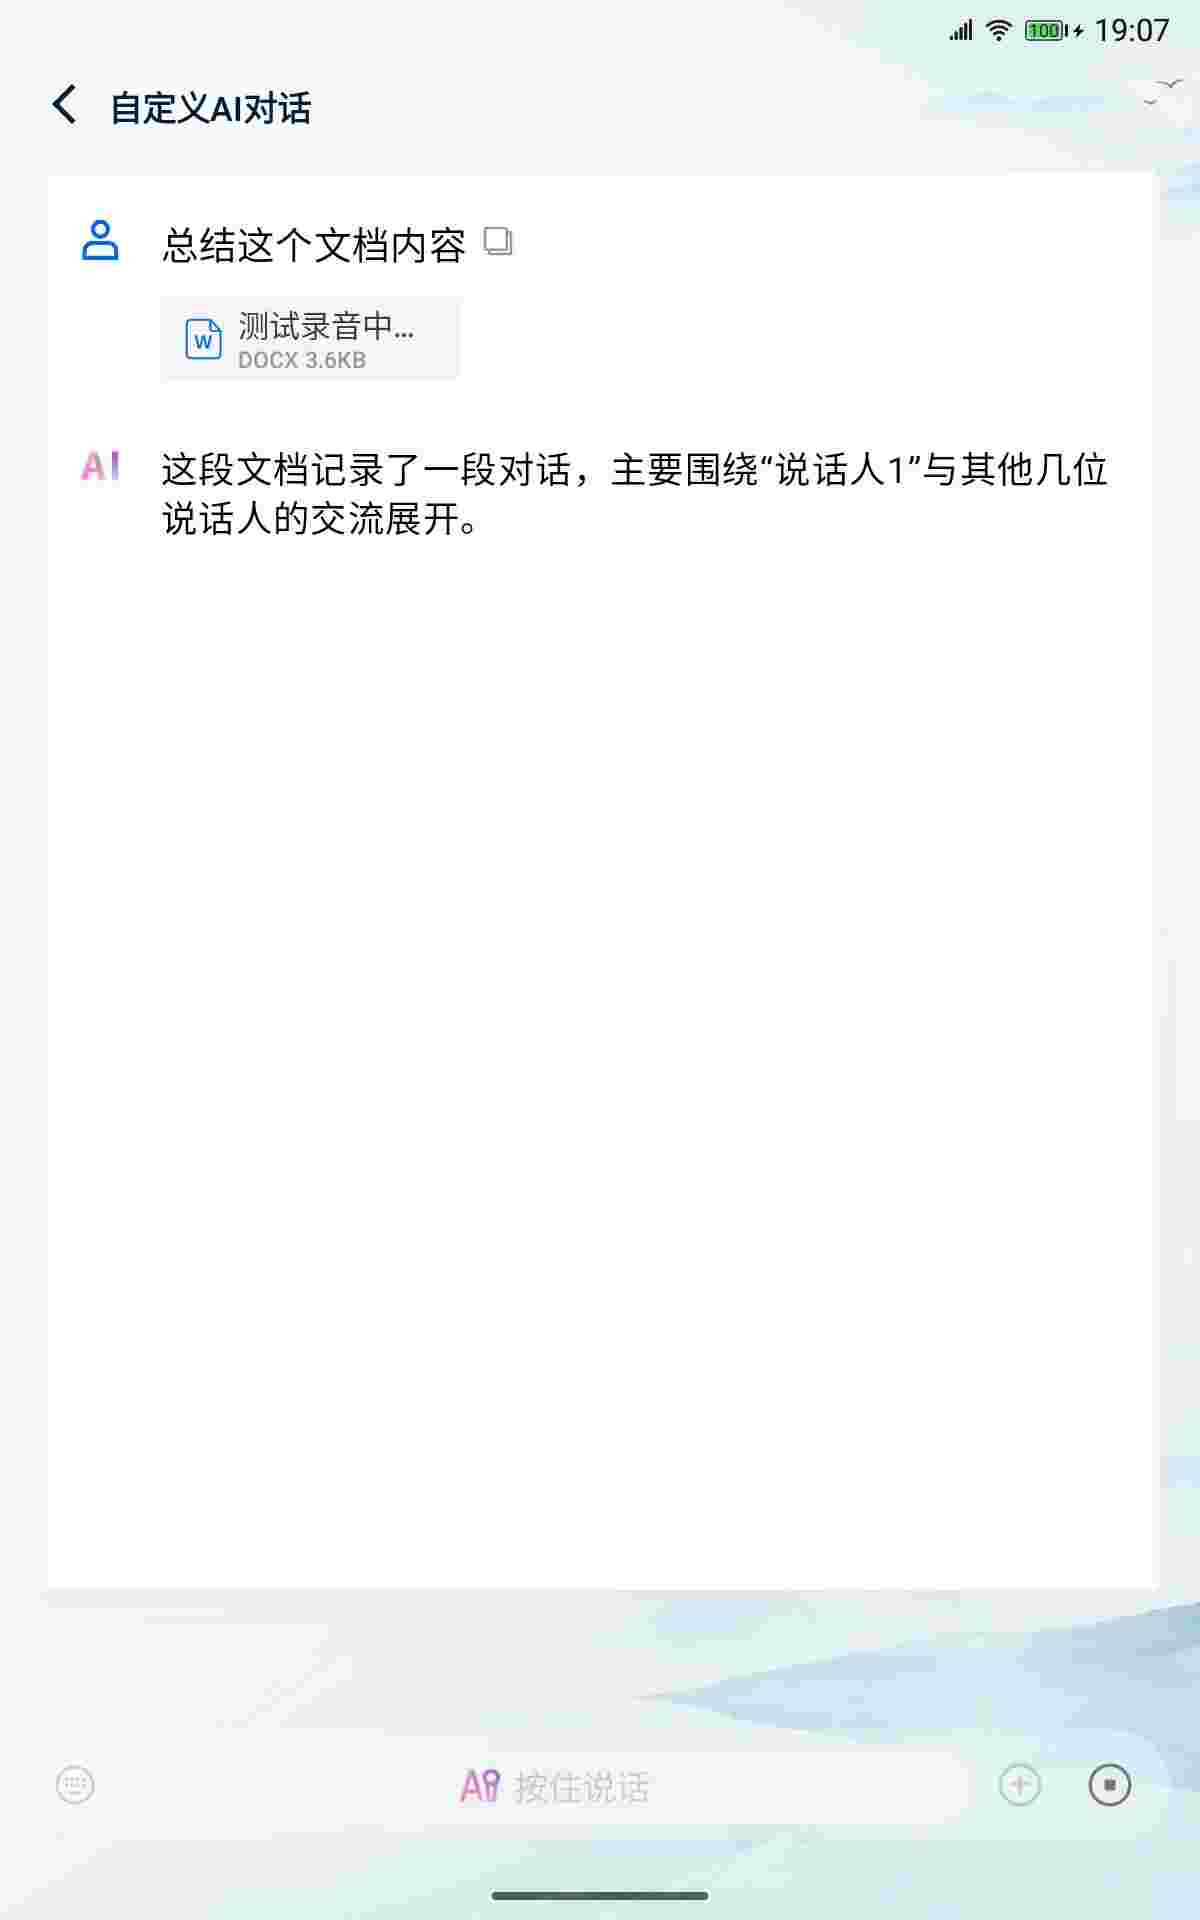 100 19:07
自定义AI对话
总结这个文档内容
W 测试录音中...
DOCX 3.6KB
AI 这段文档记录了一段对话，主要围绕“说话人1”与其他几位
说话人的交流展开。
AI 按住说话